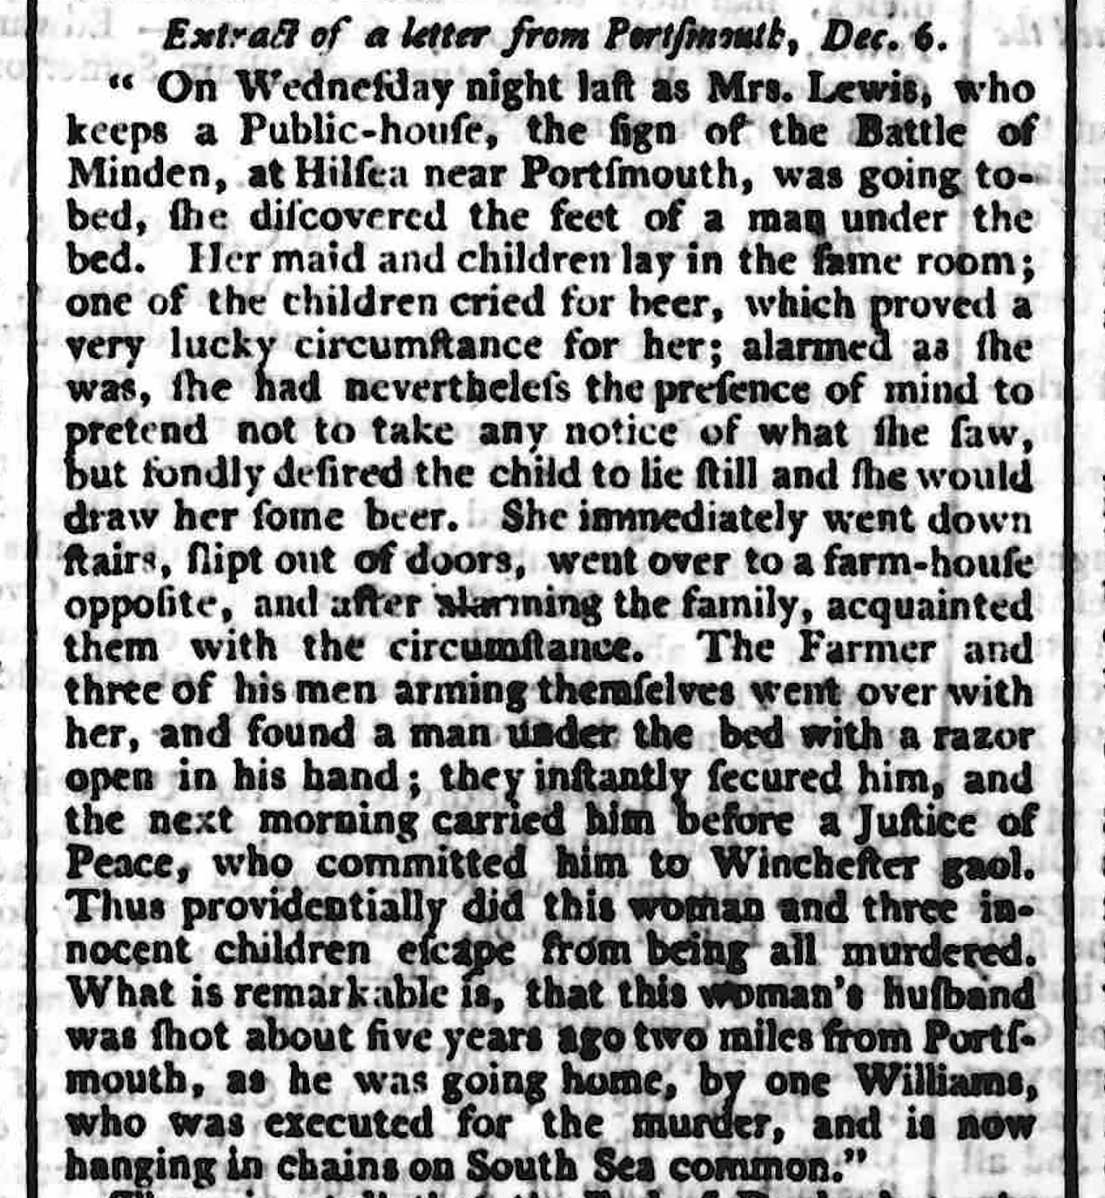 Extract of a letter from Portſmouth, Dec. 6.
“ On Wedneſday night laſt as Mrs. Lewis, who
keeps a Public-houſe, the ſign of the Battle of
Minden, at Hilſea near Portſmouth, was going to-
bed, ſhe diſcovered the feet of a man under the
bed. Her maid and children lay in the ſame room;
one of the children cried for beer, which proved a
very lucky circumſtance for her; alarmed as ſhe
was, ſhe had nevertheleſs the preſence of mind to
pretend not to take any notice of what ſhe ſaw,
but fondly deſired the child to lie ſtill and ſhe would
draw her ſome beer. She immediately went down
ſtairs, ſlipt out of doors, went over to a farm-houſe
oppoſite, and after alarming the family, acquainted
them with the circumſtance. The Farmer and
three of his men arming themſelves went over with
her, and found a man under the bed with a razor
open in his hand; they inſtantly ſecured him, and
the next morning carried him before a Juſtice of
Peace, who committed him to Wincheſter gaol.
Thus providentially did this woman and three in-
nocent children eſcape from being all murdered.
What is remarkable is, that this woman's huſband
was ſhot about five years ago two miles from Portſ-
mouth, as he was going home, by one Williams,
who was executed for the murder, and is now
hanging in chains on South Sea common.”